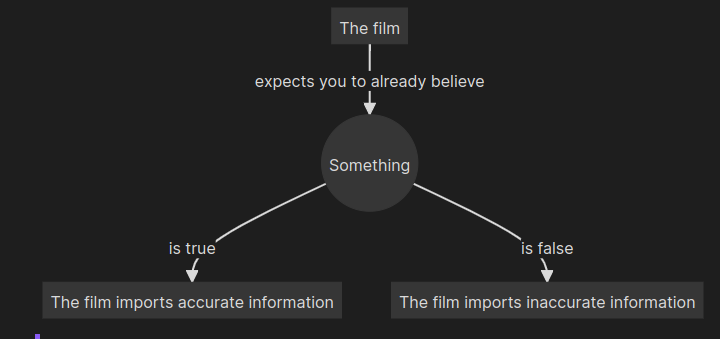 The film
expects you to already believe
Something
is true
is false
The film imports accurate information
The film imports inaccurate information